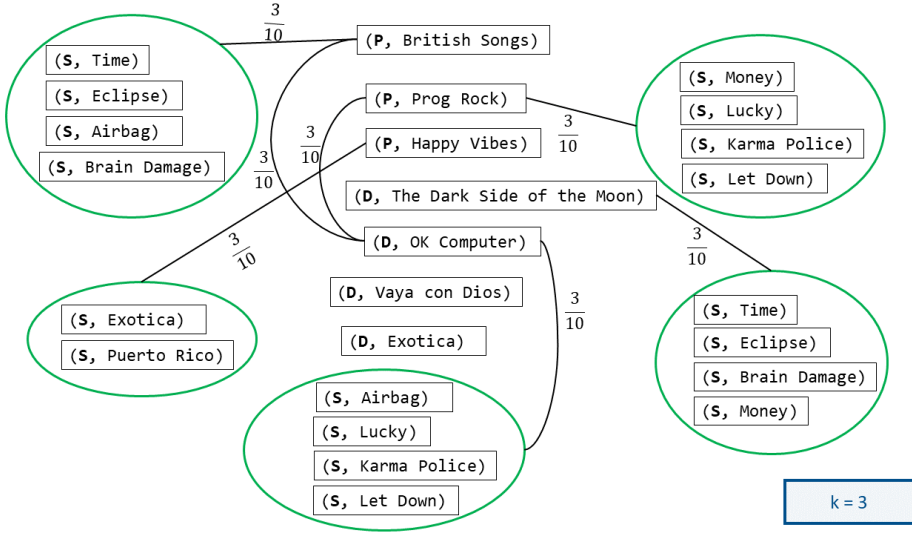 3/10
(P, British Songs)
(S, Time)
(S, Eclipse)
(S, Airbag)
(S, Brain Damage)
(P, Prog Rock)
(P, Happy Vibes)
(D, The Dark Side of the Moon)
(D, OK Computer)
(D, Vaya con Dios)
(D, Exotica)
3/10
3/10
3/10
3/10
3/10
3/10
(S, Money)
(S, Lucky)
(S, Karma Police)
(S, Let Down)
(S, Exotica)
(S, Puerto Rico)
(S, Airbag)
(S, Lucky)
(S, Karma Police)
(S, Let Down)
(S, Time)
(S, Eclipse)
(S, Brain Damage)
(S, Money)
k = 3